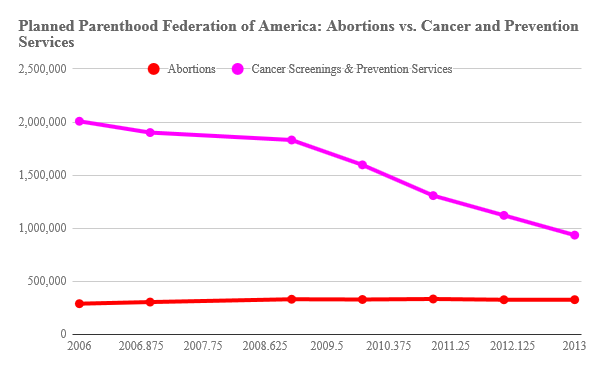 Planned Parenthood Federation of America: Abortions vs. Cancer and Prevention
Services
2,500,000
Abortions
Cancer Screenings & Prevention Services
2,000,000
1,500,000
1,000,000
500,000
0
2006 2006.875 2007.75 2008.625 2009.5 2010.375 2011.25 2012.125 2013